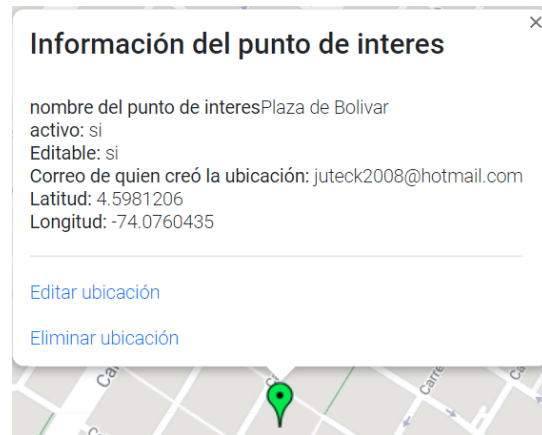 ×
Información del punto de interes
nombre del punto de interesPlaza de Bolivar
activo: si
Editable: si
Correo de quien creó la ubicación: juteck2008@hotmail.com
Latitud: 4.5981206
Longitud: -74.0760435
Editar ubicación
Eliminar ubicación
Carre